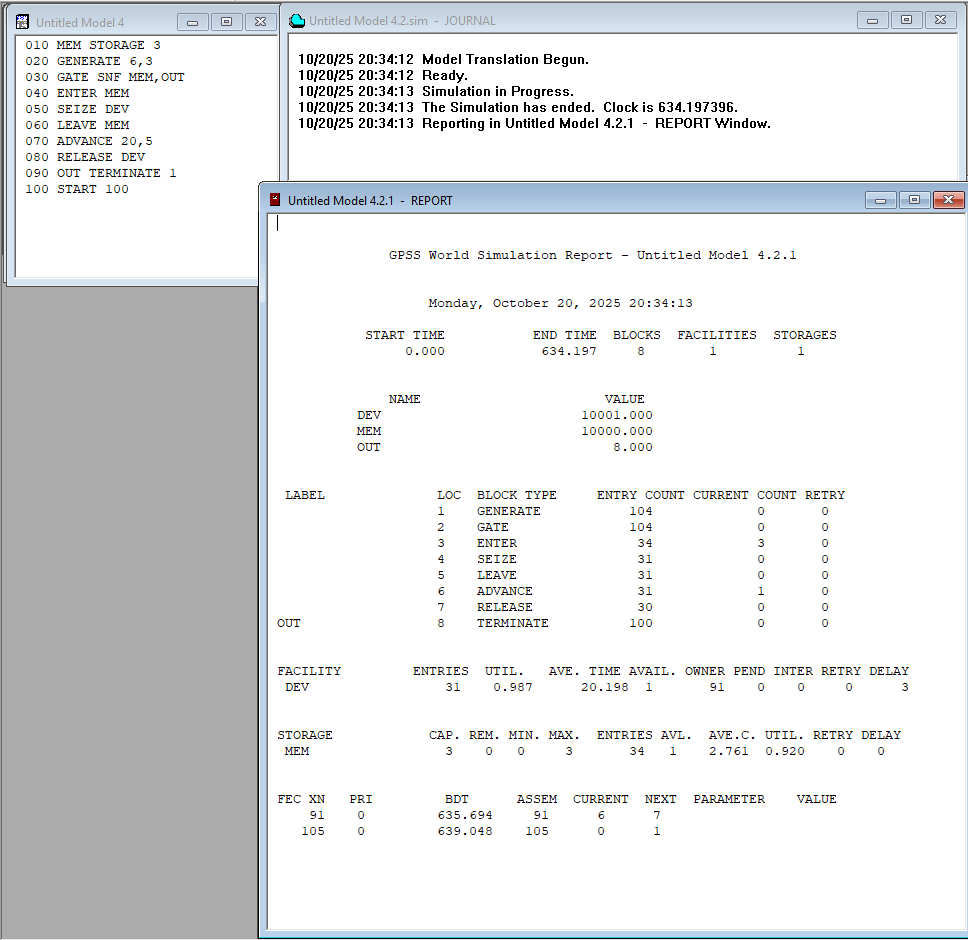 Untitled Model 4
010 MEM STORAGE 3
020 GENERATE 6,3
030 GATE SNF MEM,OUT
040 ENTER MEM
050 SEIZE DEV
060 LEAVE MEM
070 ADVANCE 20,5
080 RELEASE DEV
090 OUT TERMINATE 1
100 START 100
Untitled Model 4.2.sim - JOURNAL
10/20/25 20:34:12 Model Translation Begun.
10/20/25 20:34:12 Ready.
10/20/25 20:34:13 Simulation in Progress.
10/20/25 20:34:13 The Simulation has ended. Clock is 634.197396.
10/20/25 20:34:13 Reporting in Untitled Model 4.2.1 - REPORT Window.
Untitled Model 4.2.1 - REPORT
GPSS World Simulation Report - Untitled Model 4.2.1
Monday, October 20, 2025 20:34:13
START TIME END TIME BLOCKS FACILITIES STORAGES
0.000 634.197 8 1 1
NAME VALUE
DEV 10001.000
MEM 10000.000
OUT 8.000
LABEL LOC BLOCK TYPE ENTRY COUNT CURRENT COUNT RETRY
1 GENERATE 104 0 0
2 GATE 104 0 0
3 ENTER 34 3 0
4 SEIZE 31 0 0
5 LEAVE 31 0 0
6 ADVANCE 31 1 0
7 RELEASE 30 0 0
OUT 8 TERMINATE 100 0 0
FACILITY ENTRIES UTIL. AVE. TIME AVAIL. OWNER PEND INTER RETRY DELAY
DEV 31 0.987 20.198 1 91 0 0 0 3
STORAGE CAP. REM. MIN. MAX. ENTRIES AVL. AVE.C. UTIL. RETRY DELAY
MEM 3 0 0 3 34 1 2.761 0.920 0 0
FEC XN PRI BDT ASSEM CURRENT NEXT PARAMETER VALUE
91 0 635.694 91 6 7
105 0 639.048 105 0 1